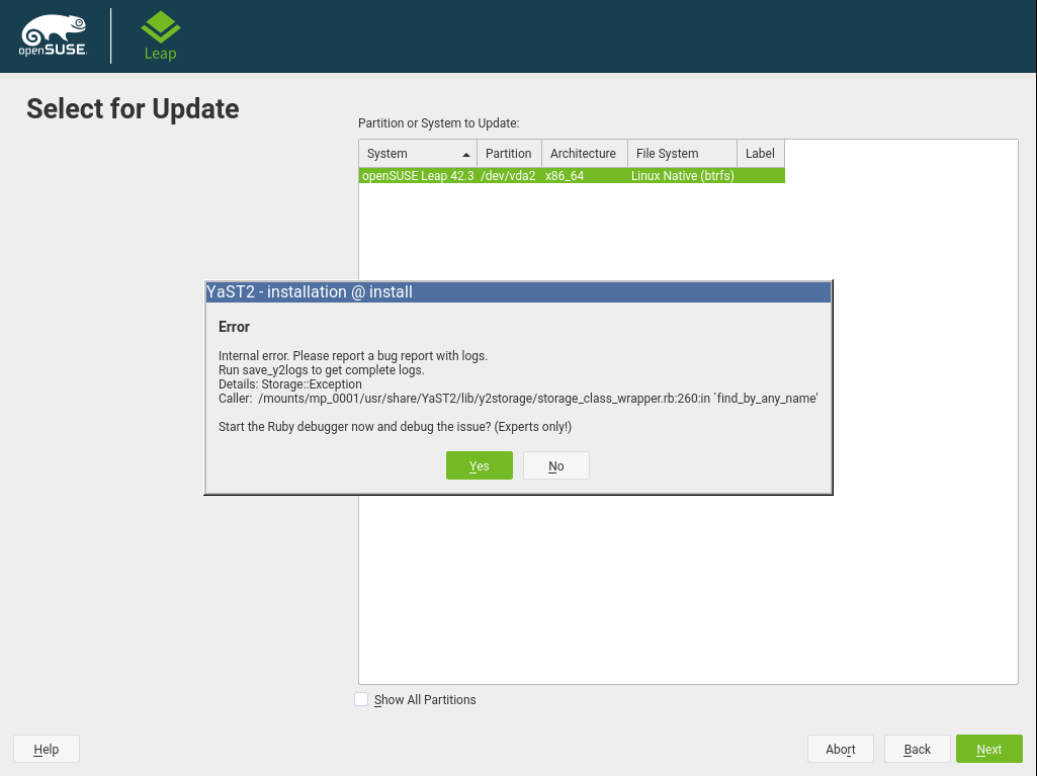 openSUSE.
Leap
Select for Update
Partition or System to Update:
System Partition Architecture File System Label
openSUSE Leap 42.3 /dev/vda2 x86_64 Linux Native (btrfs)
YaST2 - installation @ install
Error
Internal error. Please report a bug report with logs.
Run save_y2logs to get complete logs.
Details: Storage::Exception
Caller: /mounts/mp_0001/usr/share/YaST2/lib/y2storage/storage_class_wrapper.rb:260:in `find_by_any_name'
Start the Ruby debugger now and debug the issue? (Experts only!)
Yes No
Show All Partitions
Help Abort Back Next